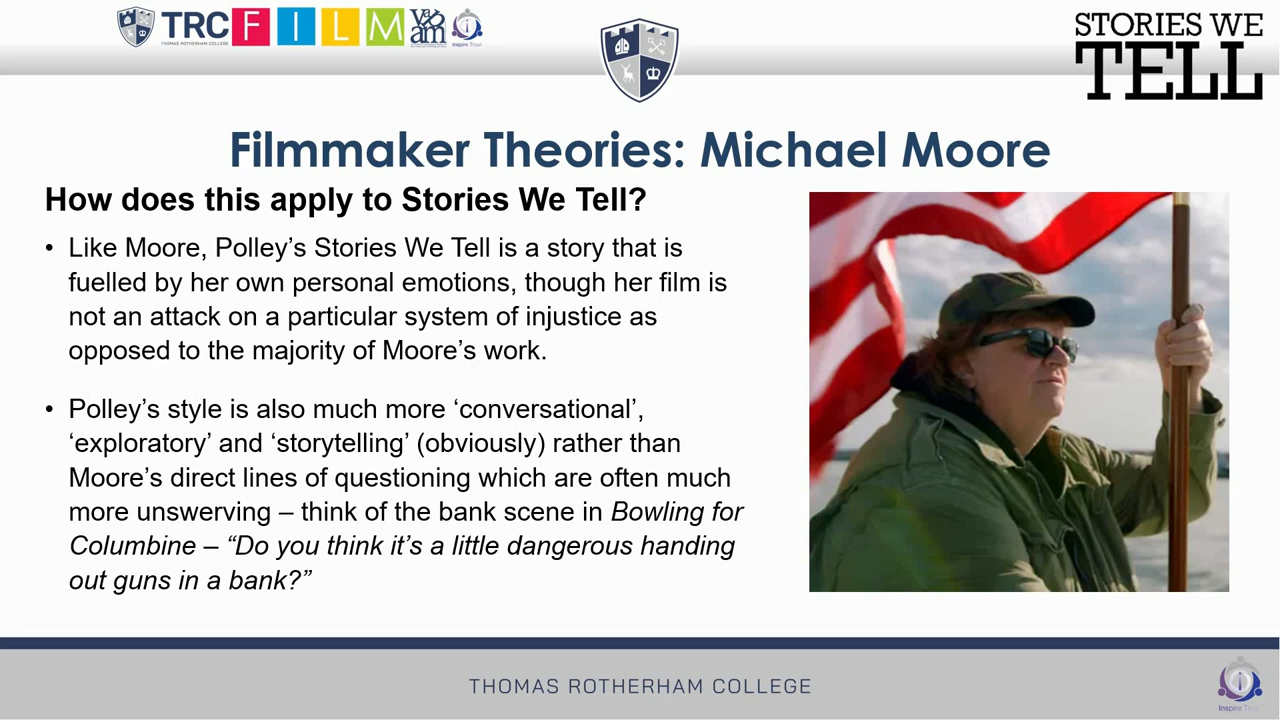 TRC FILM
THOMAS ROTHERHAM COLLEGE
Inspire Trust
STORIES WE
TELL
Filmmaker Theories: Michael Moore
How does this apply to Stories We Tell?
• Like Moore, Polley’s Stories We Tell is a story that is
fuelled by her own personal emotions, though her film is
not an attack on a particular system of injustice as
opposed to the majority of Moore’s work.
• Polley’s style is also much more ‘conversational’,
‘exploratory’ and ‘storytelling’ (obviously) rather than
Moore’s direct lines of questioning which are often much
more unswerving – think of the bank scene in Bowling for
Columbine – “Do you think it’s a little dangerous handing
out guns in a bank?”
THOMAS ROTHERHAM COLLEGE
Inspire Trust